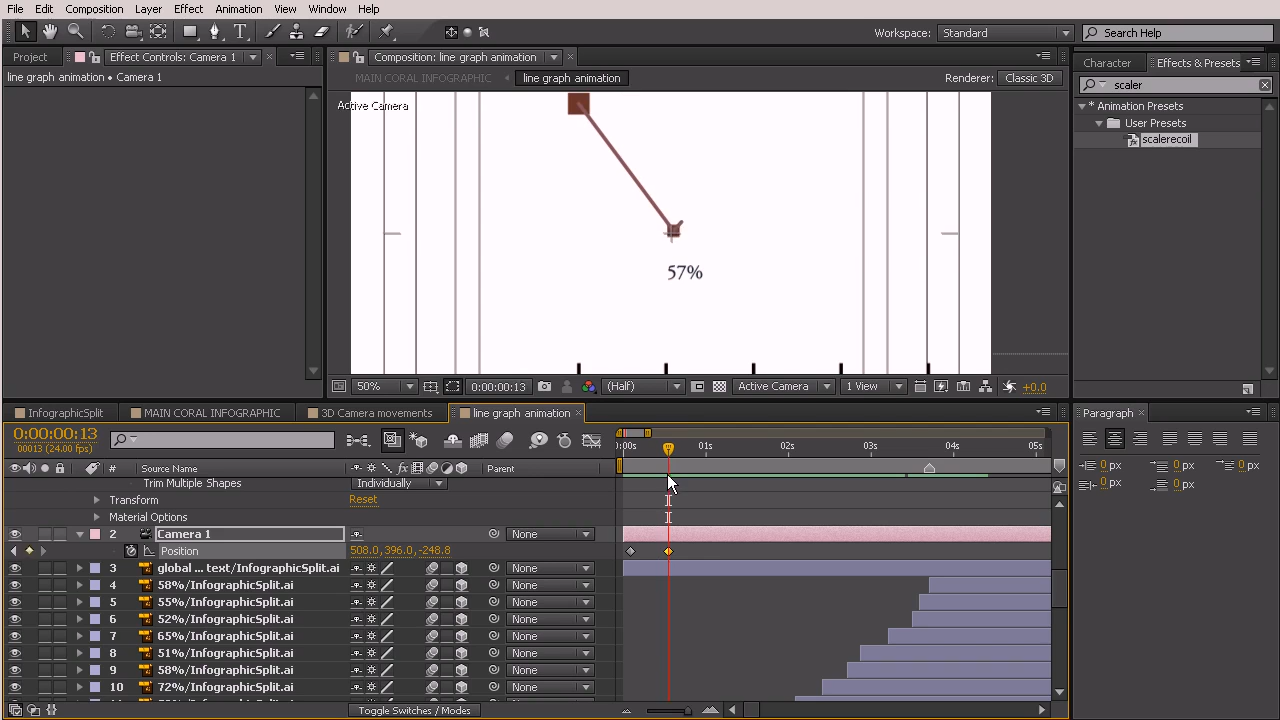 File Edit Composition Layer Effect Animation View Window Help
Workspace: Standard Search Help
Project Effect Controls: Camera 1 Composition: line graph animation Character Effects & Presets
line graph animation • Camera 1 MAIN CORAL INFOGRAPHIC line graph animation Renderer: Classic 3D scaler
Active Camera * Animation Presets
User Presets
scalerecoil
57%
50% 0:00:00:13 (Half) Active Camera 1 View +0.0
InfographicSplit MAIN CORAL INFOGRAPHIC 3D Camera movements line graph animation Paragraph
0:00:00:13
00013 (24.00 fps) 0:00s 01s 02s 03s 04s 05s
# Source Name Parent
0 px 0 px 0 px
0 px 0 px
Trim Multiple Shapes Individually
Transform Reset
Material Options
2 Camera 1 None
Position 508.0,396.0,-248.8
3 global ... text/InfographicSplit.ai None
4 58%/InfographicSplit.ai None
5 55%/InfographicSplit.ai None
6 52%/InfographicSplit.ai None
7 65%/InfographicSplit.ai None
8 51%/InfographicSplit.ai None
9 58%/InfographicSplit.ai None
10 72%/InfographicSplit.ai None
Toggle Switches / Modes